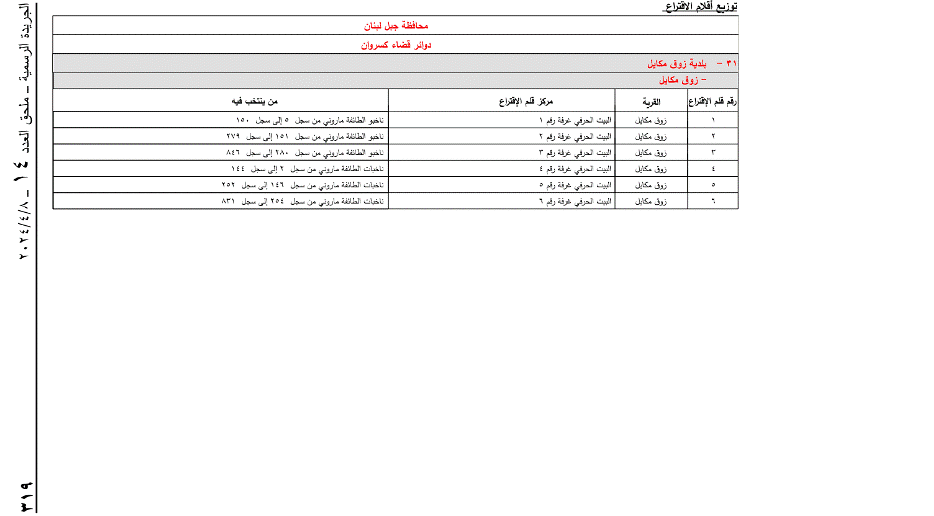 الجريدة الرسمية – ملحق العدد ١٤ – ٢٠٢٤/٤/٨
توزيع أقلام الإقتراع
محافظة جبل لبنان
دوائر قضاء كسروان
٣١ - بلدية زوق مكايل
- زوق مكايل
رقم قلم الإقتراع القرية مركز قلم الإقتراع من ينتخب فيه
١ زوق مكايل البيت الحرفي غرفة رقم ١ ناخبو الطائفة ماروني من سجل ٥ إلى سجل ١٥٠
٢ زوق مكايل البيت الحرفي غرفة رقم ٢ ناخبو الطائفة ماروني من سجل ١٥١ إلى سجل ٢٧٩
٣ زوق مكايل البيت الحرفي غرفة رقم ٣ ناخبو الطائفة ماروني من سجل ٢٨٠ إلى سجل ٨٤٦
٤ زوق مكايل البيت الحرفي غرفة رقم ٤ ناخبات الطائفة ماروني من سجل ٢ إلى سجل ١٤٤
٥ زوق مكايل البيت الحرفي غرفة رقم ٥ ناخبات الطائفة ماروني من سجل ١٤٦ إلى سجل ٢٥٢
٦ زوق مكايل البيت الحرفي غرفة رقم ٦ ناخبات الطائفة ماروني من سجل ٢٥٤ إلى سجل ٨٣١
٣١٩